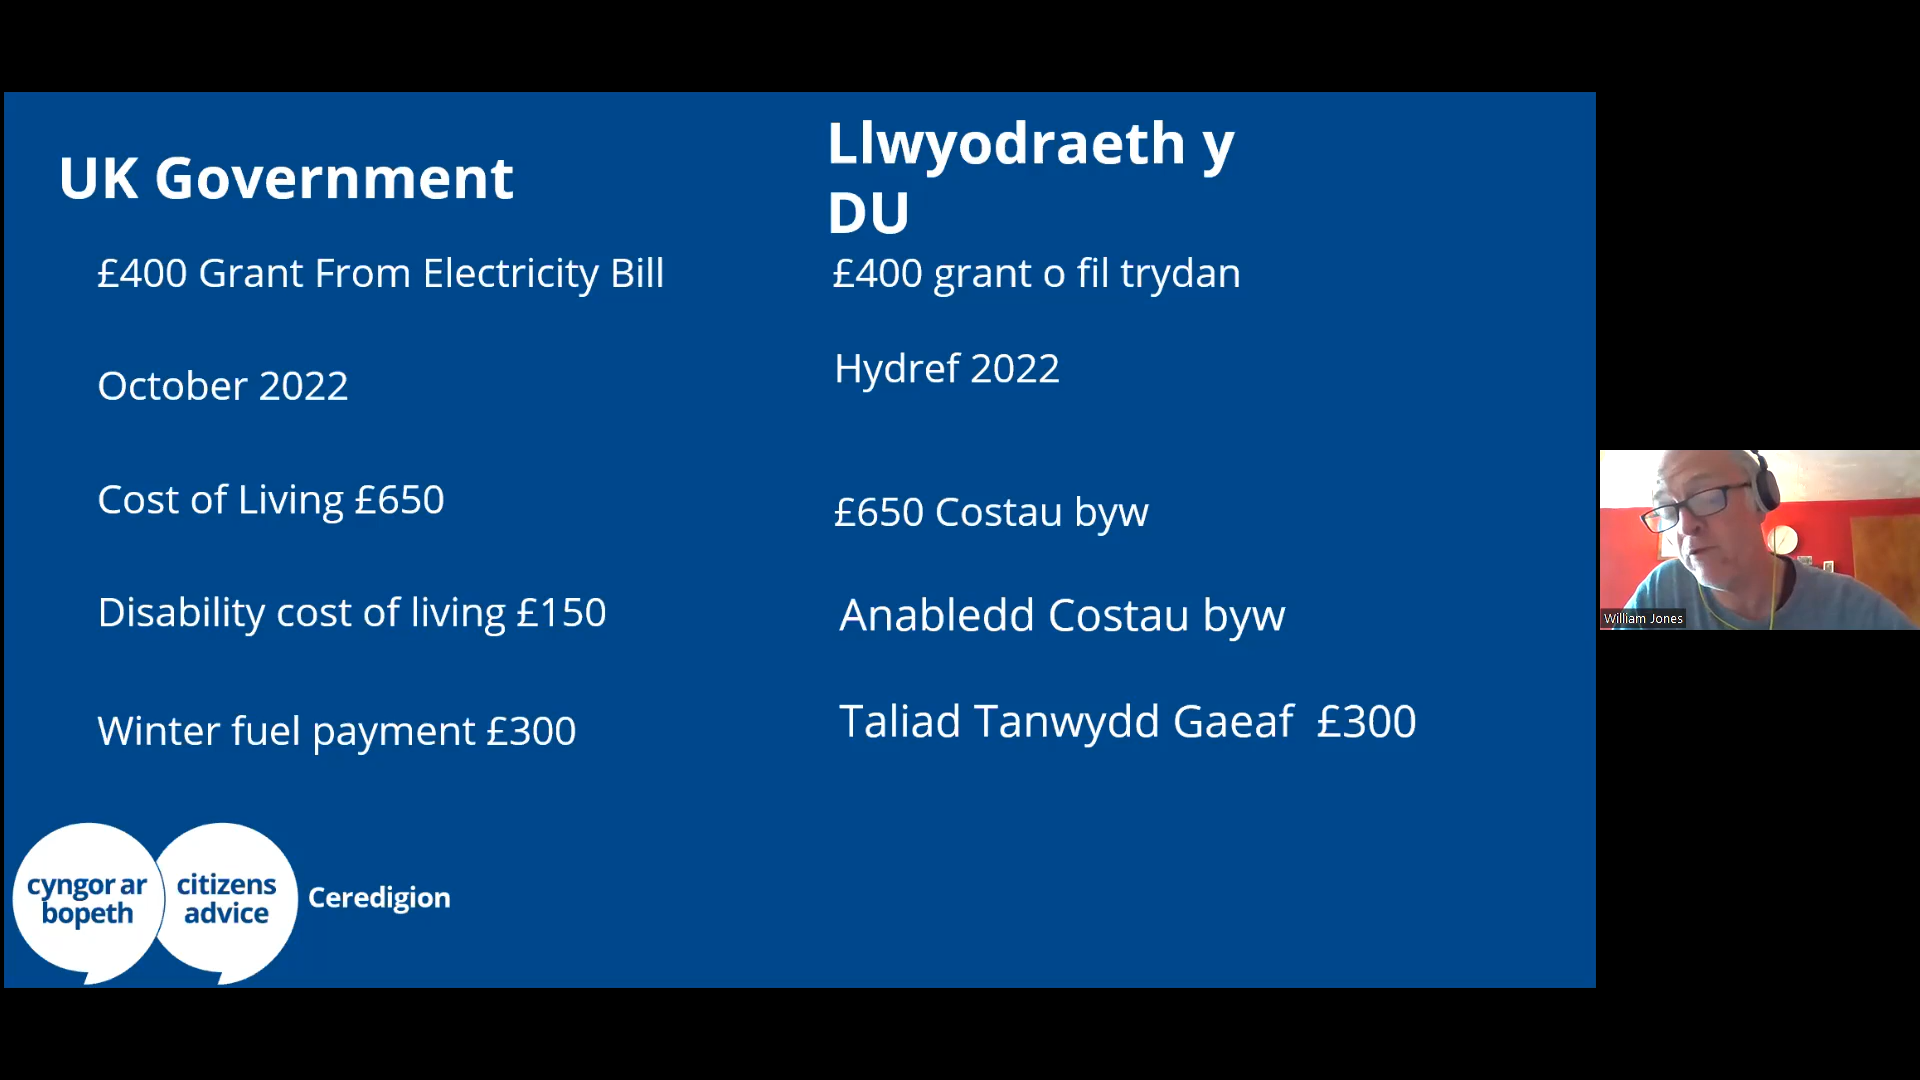 UK Government
£400 Grant From Electricity Bill
October 2022
Cost of Living £650
Disability cost of living £150
Winter fuel payment £300
Llwyodraeth y
DU
£400 grant o fil trydan
Hydref 2022
£650 Costau byw
Anabledd Costau byw
Taliad Tanwydd Gaeaf £300
cyngor ar
bopeth
citizens
advice
Ceredigion
William Jones